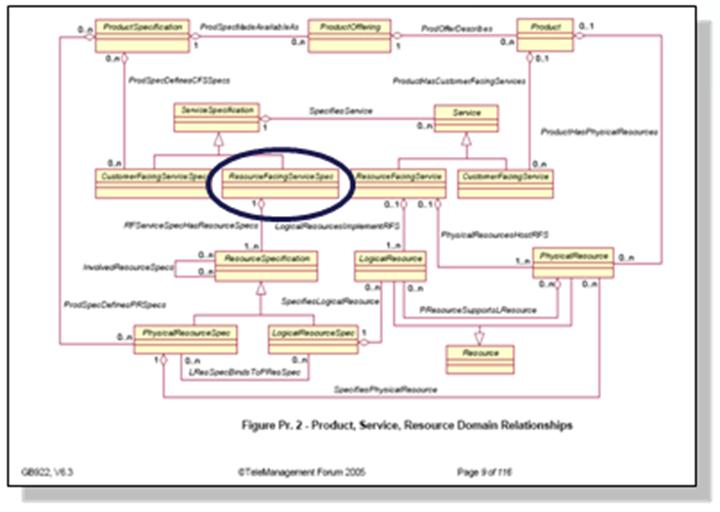 0..n ProductSpecification ProdSpecMadeAvailableAs ProductOffering ProdOfferDescribes Product 0..1
1 0..n 1 0..n
0..n 0..1
ProdSpecDefinesCFSSpecs ProductHasCustomerFacingServices
ServiceSpecification SpecifiesService Service
1 0..n
ProductHasPhysicalResources
0..n 0..n
CustomerFacingServiceSpec ResourceFacingServiceSpec ResourceFacingService CustomerFacingService
1 0..1 0..1
RFServiceSpecHasResourceSpecs LogicalResourcesImplementRFS
PhysicalResourcesHostRFS
1..n 1..n
0..n ResourceSpecification LogicalResource 1..n PhysicalResource 0..n
InvolvedResourceSpecs
0..n
0..n 0..n 0..n 0..n
ProdSpecDefinesPRSpecs SpecifiesLogicalResource PResourceSupportsLResource
0..n PhysicalResourceSpec LogicalResourceSpec 1
Resource
1 0..n 0..n
LResSpecBindsToPResSpec
SpecifiesPhysicalResource
Figure Pr. 2 - Product, Service, Resource Domain Relationships
GB922, V6.3 ©TeleManagement Forum 2005 Page 9 of 116